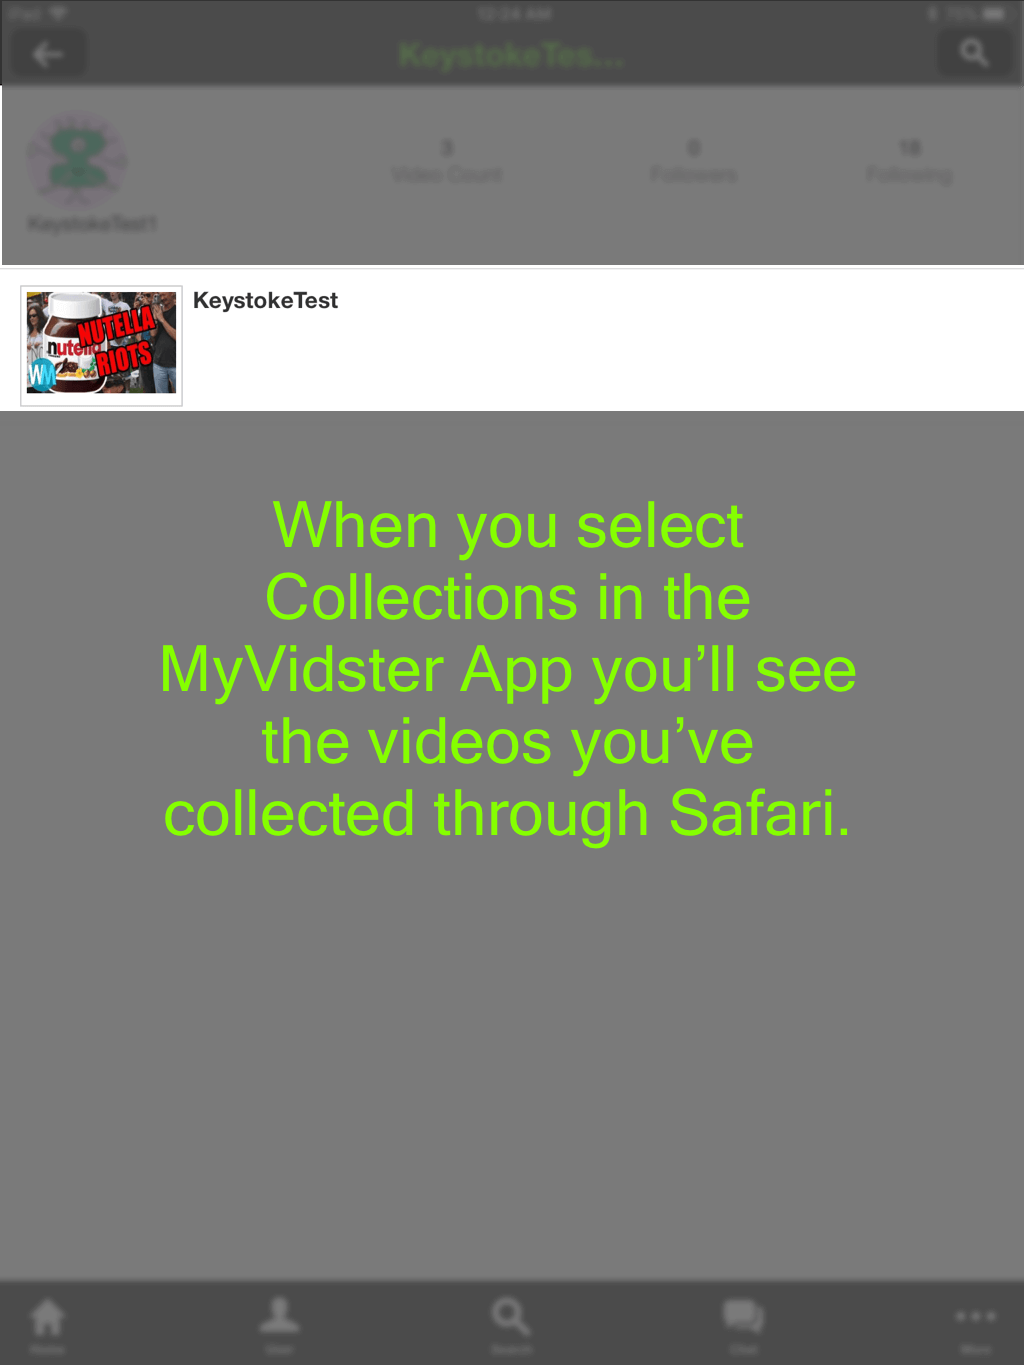 iPad 12:24 AM 75%
KeystokeTes...
3 0 18
Video Count Followers Following
KeystokeTest1
KeystokeTest
nutella
NUTELLA
RIOTS
WM
When you select
Collections in the
MyVidster App you’ll see
the videos you’ve
collected through Safari.
Home User Search Chat More